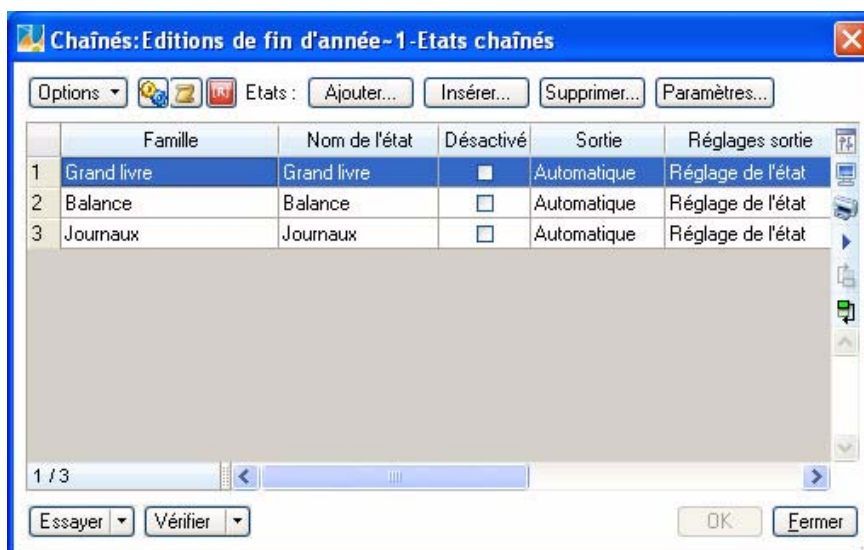 Chaînés:Editions de fin d'année~1-Etats chaînés
Options Etats : Ajouter... Insérer... Supprimer... Paramètres...
Famille Nom de l'état Désactivé Sortie Réglages sortie
1 Grand livre Grand livre Automatique Réglage de l'état
2 Balance Balance Automatique Réglage de l'état
3 Journaux Journaux Automatique Réglage de l'état
1 / 3
Essayer Vérifier OK Fermer